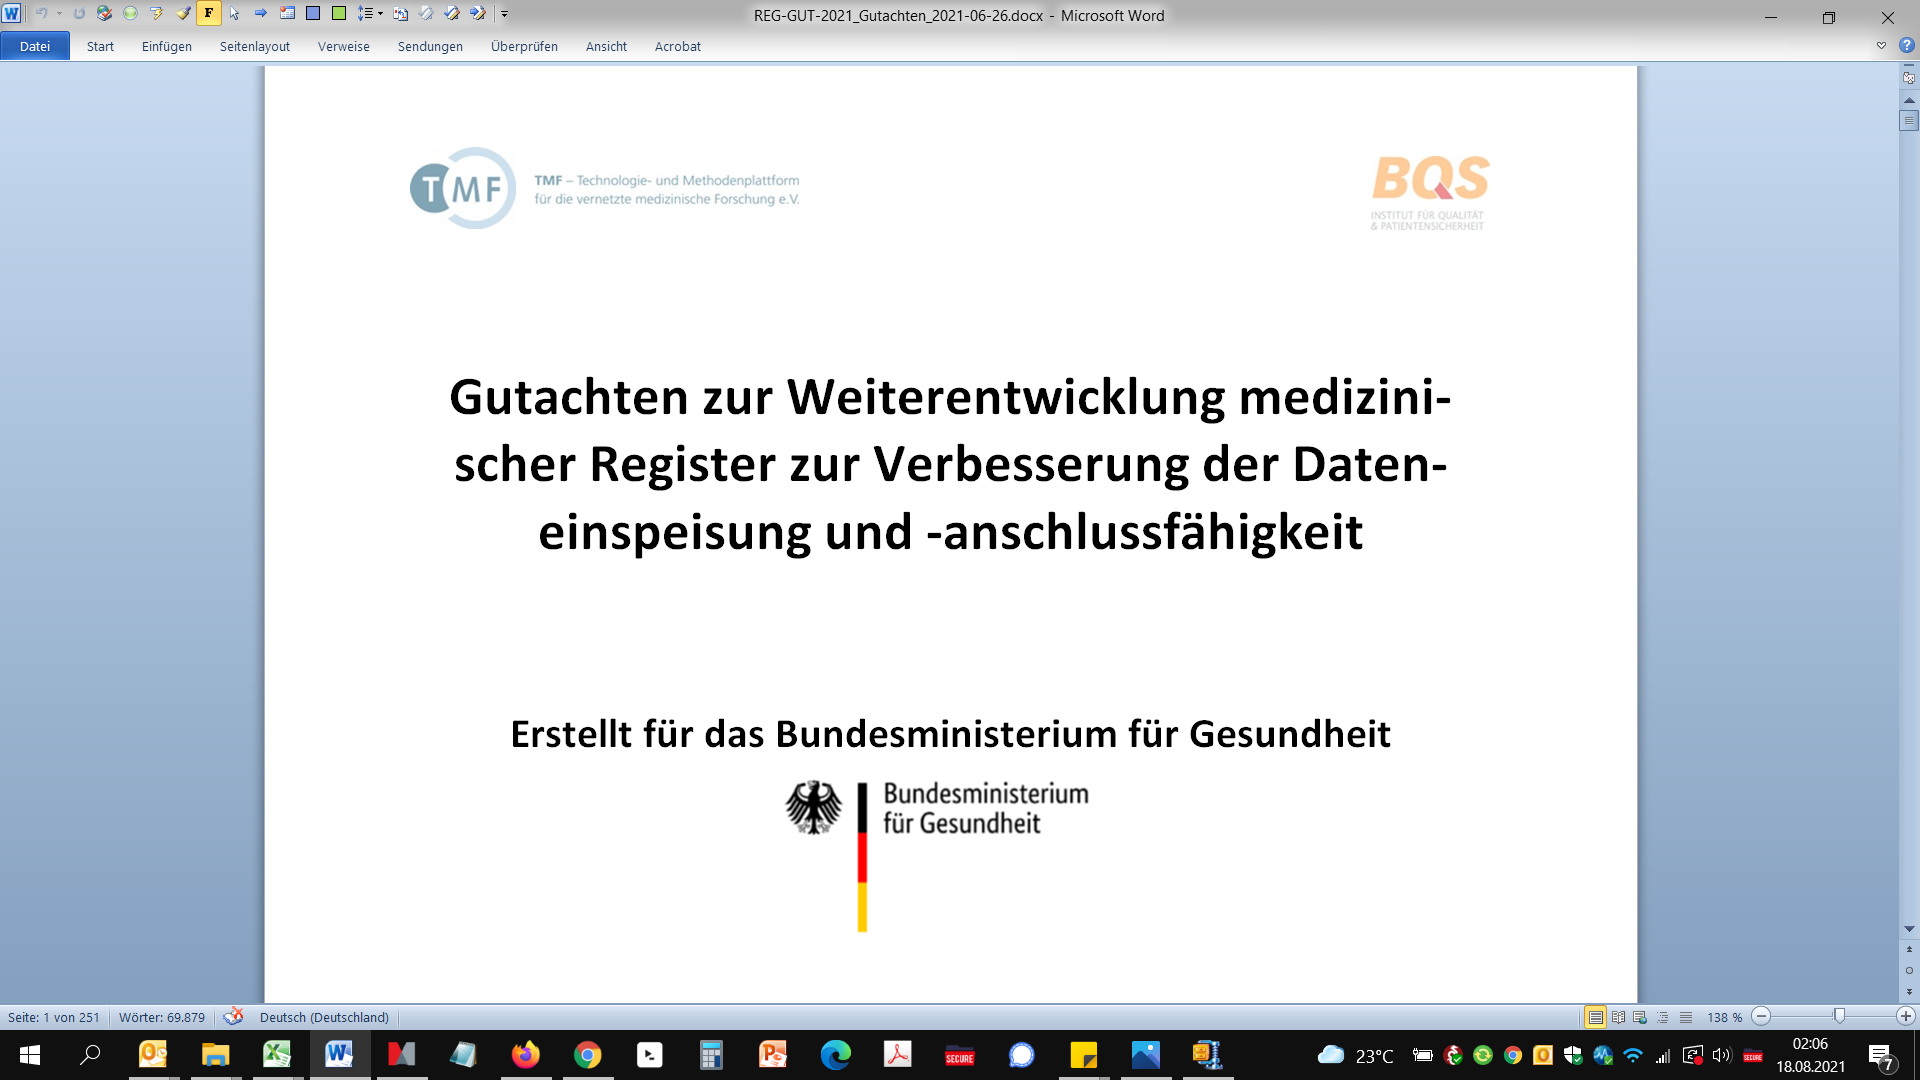 REG-GUT-2021_Gutachten_2021-06-26.docx - Microsoft Word
Datei Start Einfügen Seitenlayout Verweise Sendungen Überprüfen Ansicht Acrobat
TMF
TMF – Technologie- und Methodenplattform
für die vernetzte medizinische Forschung e.V.
BQS
INSTITUT FÜR QUALITÄT
& PATIENTENSICHERHEIT
Gutachten zur Weiterentwicklung medizini-
scher Register zur Verbesserung der Daten-
einspeisung und -anschlussfähigkeit
Erstellt für das Bundesministerium für Gesundheit
Bundesministerium
für Gesundheit
Seite: 1 von 251 Wörter: 69.879 Deutsch (Deutschland) 138 %
SECURE
23°C
SECURE
02:06
18.08.2021
7